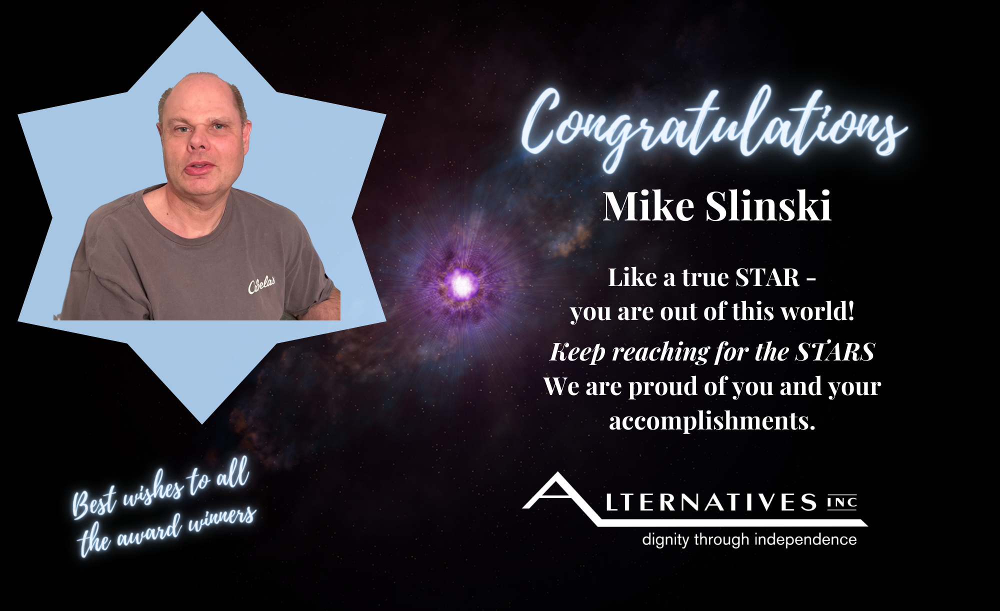 Congratulations
Mike Slinski
Like a true STAR -
you are out of this world!
Keep reaching for the STARS
We are proud of you and your
accomplishments.
Cabela's
Best wishes to all
the award winners
ALTERNATIVES INC
dignity through independence